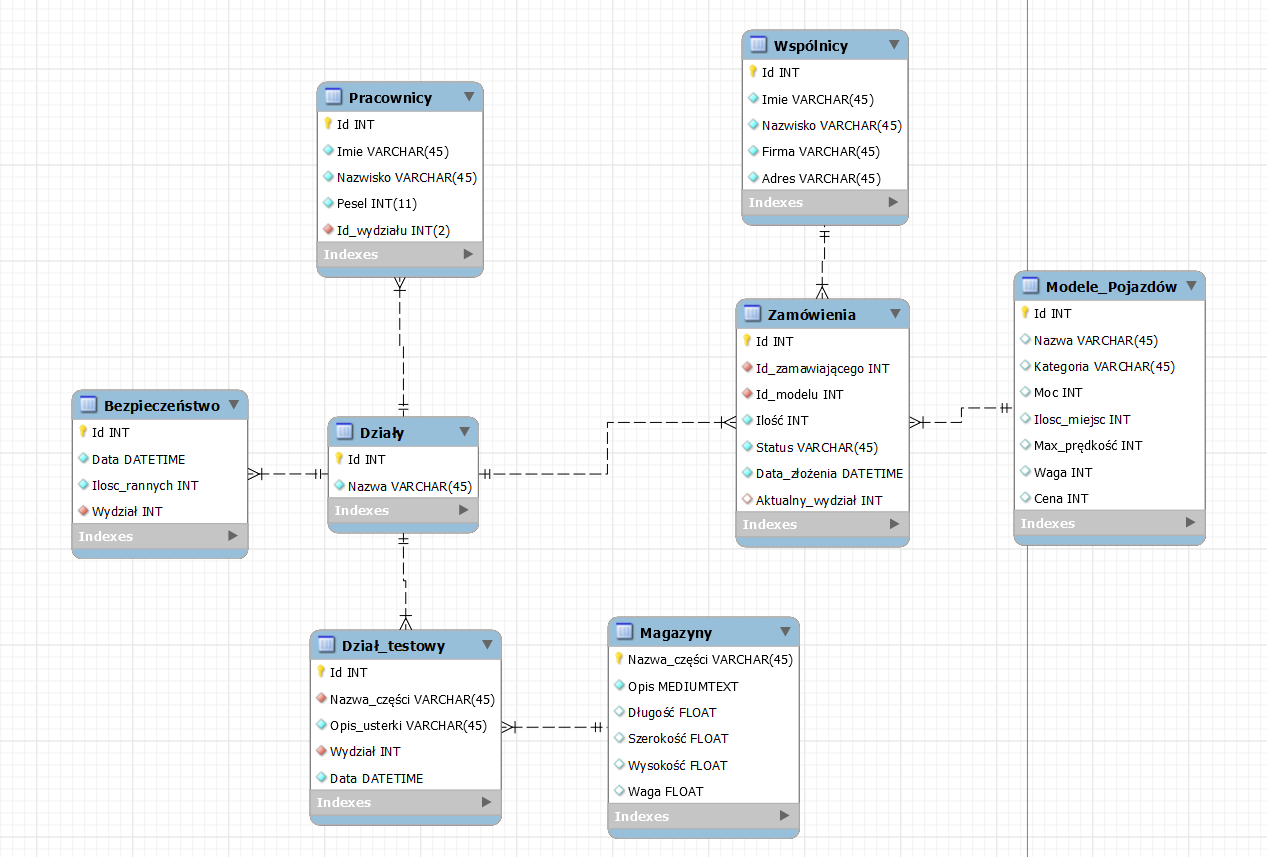 Wspólnicy
Id INT
Imie VARCHAR(45)
Nazwisko VARCHAR(45)
Firma VARCHAR(45)
Adres VARCHAR(45)
Indexes
Pracownicy
Id INT
Imie VARCHAR(45)
Nazwisko VARCHAR(45)
Pesel INT(11)
Id_wydziału INT(2)
Indexes
Modele_Pojazdów
Id INT
Nazwa VARCHAR(45)
Kategoria VARCHAR(45)
Moc INT
Ilosc_miejsc INT
Max_prędkość INT
Waga INT
Cena INT
Indexes
Zamówienia
Id INT
Id_zamawiającego INT
Id_modelu INT
Ilość INT
Status VARCHAR(45)
Data_złożenia DATETIME
Aktualny_wydział INT
Indexes
Bezpieczeństwo
Id INT
Data DATETIME
Ilosc_rannych INT
Wydział INT
Indexes
Działy
Id INT
Nazwa VARCHAR(45)
Indexes
Dział_testowy
Id INT
Nazwa_części VARCHAR(45)
Opis_usterki VARCHAR(45)
Wydział INT
Data DATETIME
Indexes
Magazyny
Nazwa_części VARCHAR(45)
Opis MEDIUMTEXT
Długość FLOAT
Szerokość FLOAT
Wysokość FLOAT
Waga FLOAT
Indexes